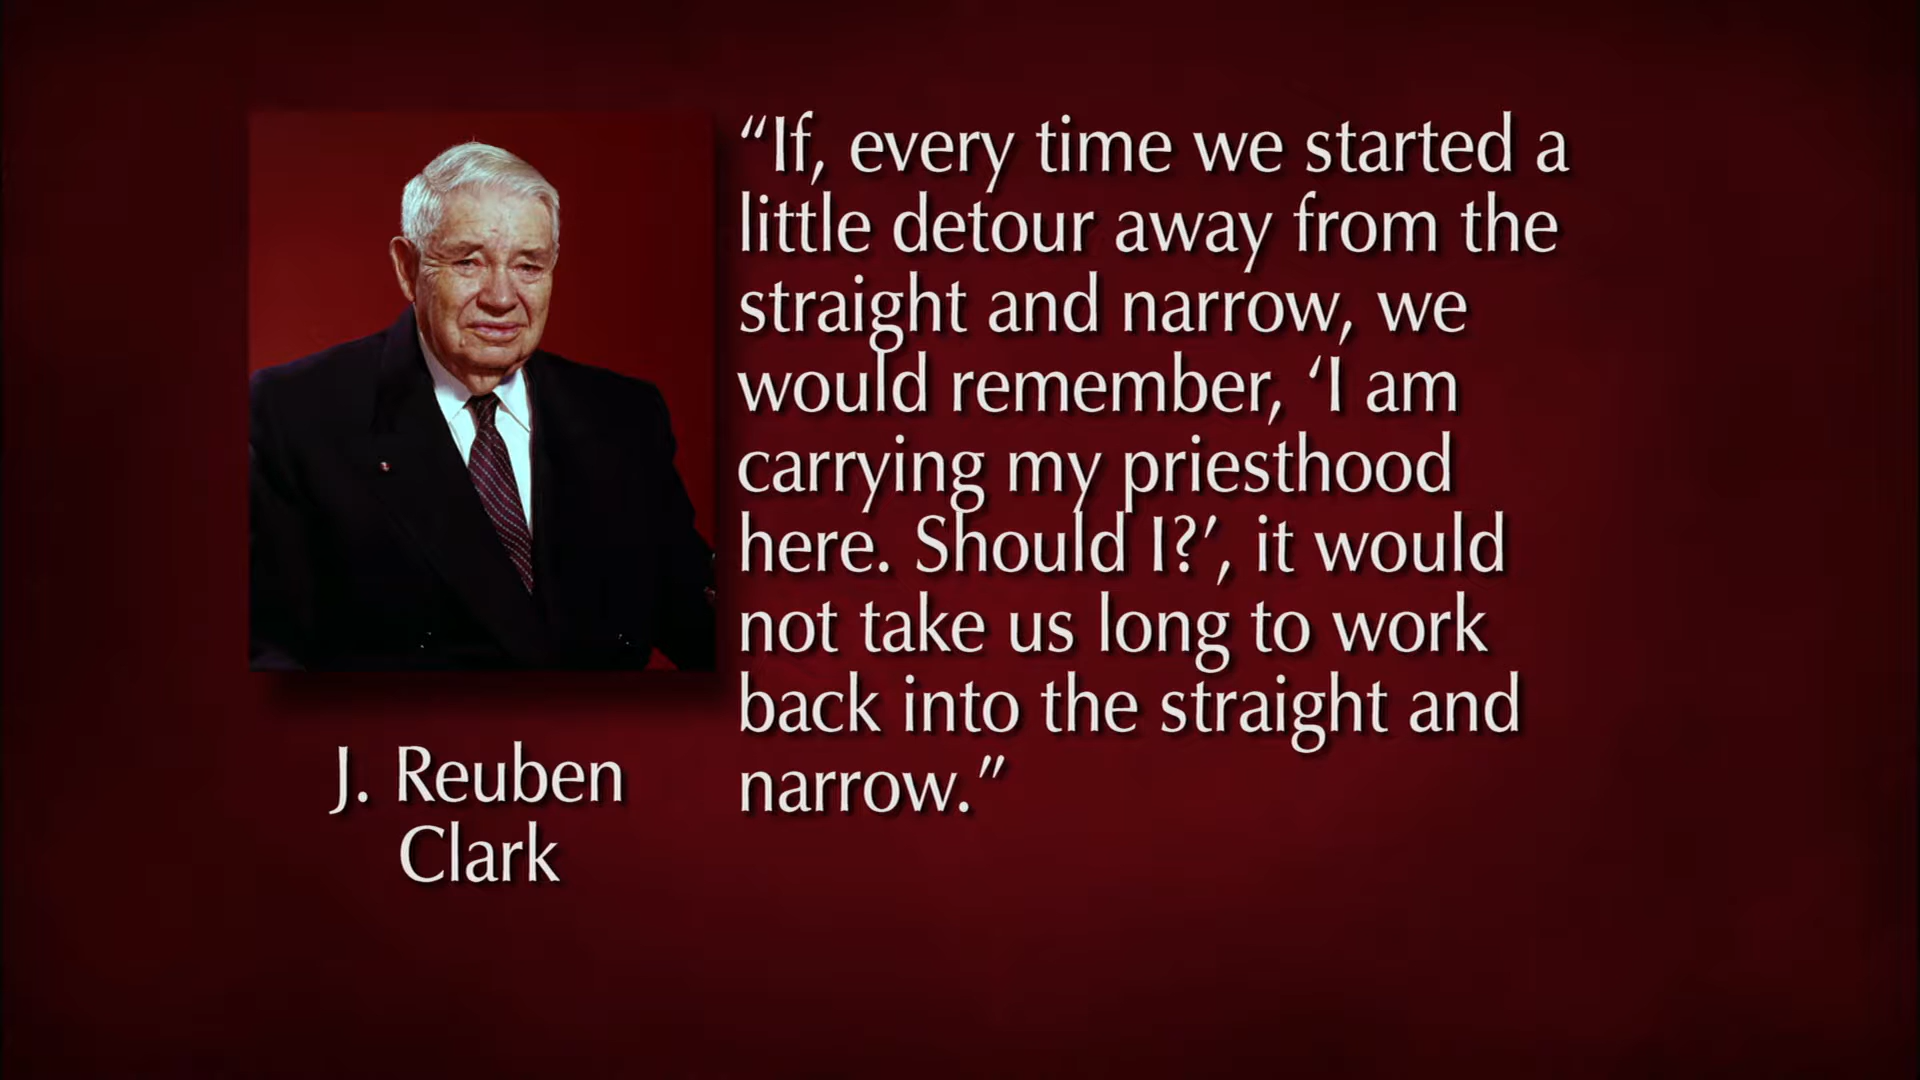 “If, every time we started a
little detour away from the
straight and narrow, we
would remember, ‘I am
carrying my priesthood
here. Should I?’, it would
not take us long to work
back into the straight and
narrow.”
J. Reuben
Clark